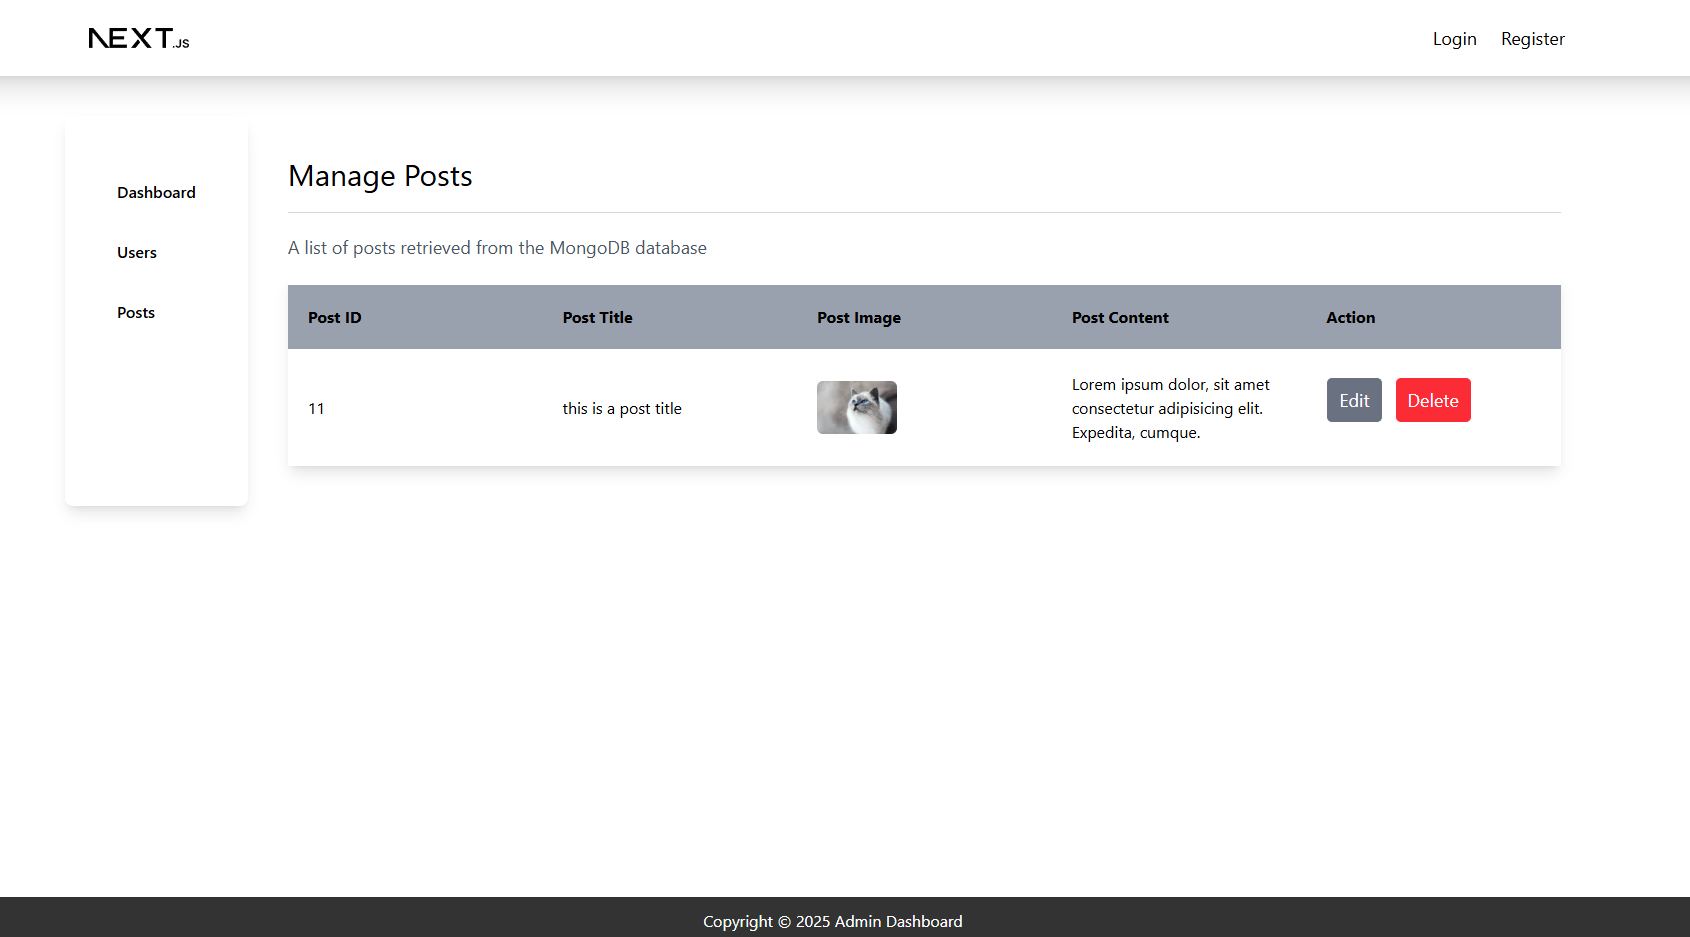 NEXT.JS
Login Register
Dashboard
Users
Posts
Manage Posts
A list of posts retrieved from the MongoDB database
Post ID Post Title Post Image Post Content Action
11 this is a post title
Lorem ipsum dolor, sit amet
consectetur adipisicing elit.
Expedita, cumque.
Edit Delete
Copyright © 2025 Admin Dashboard